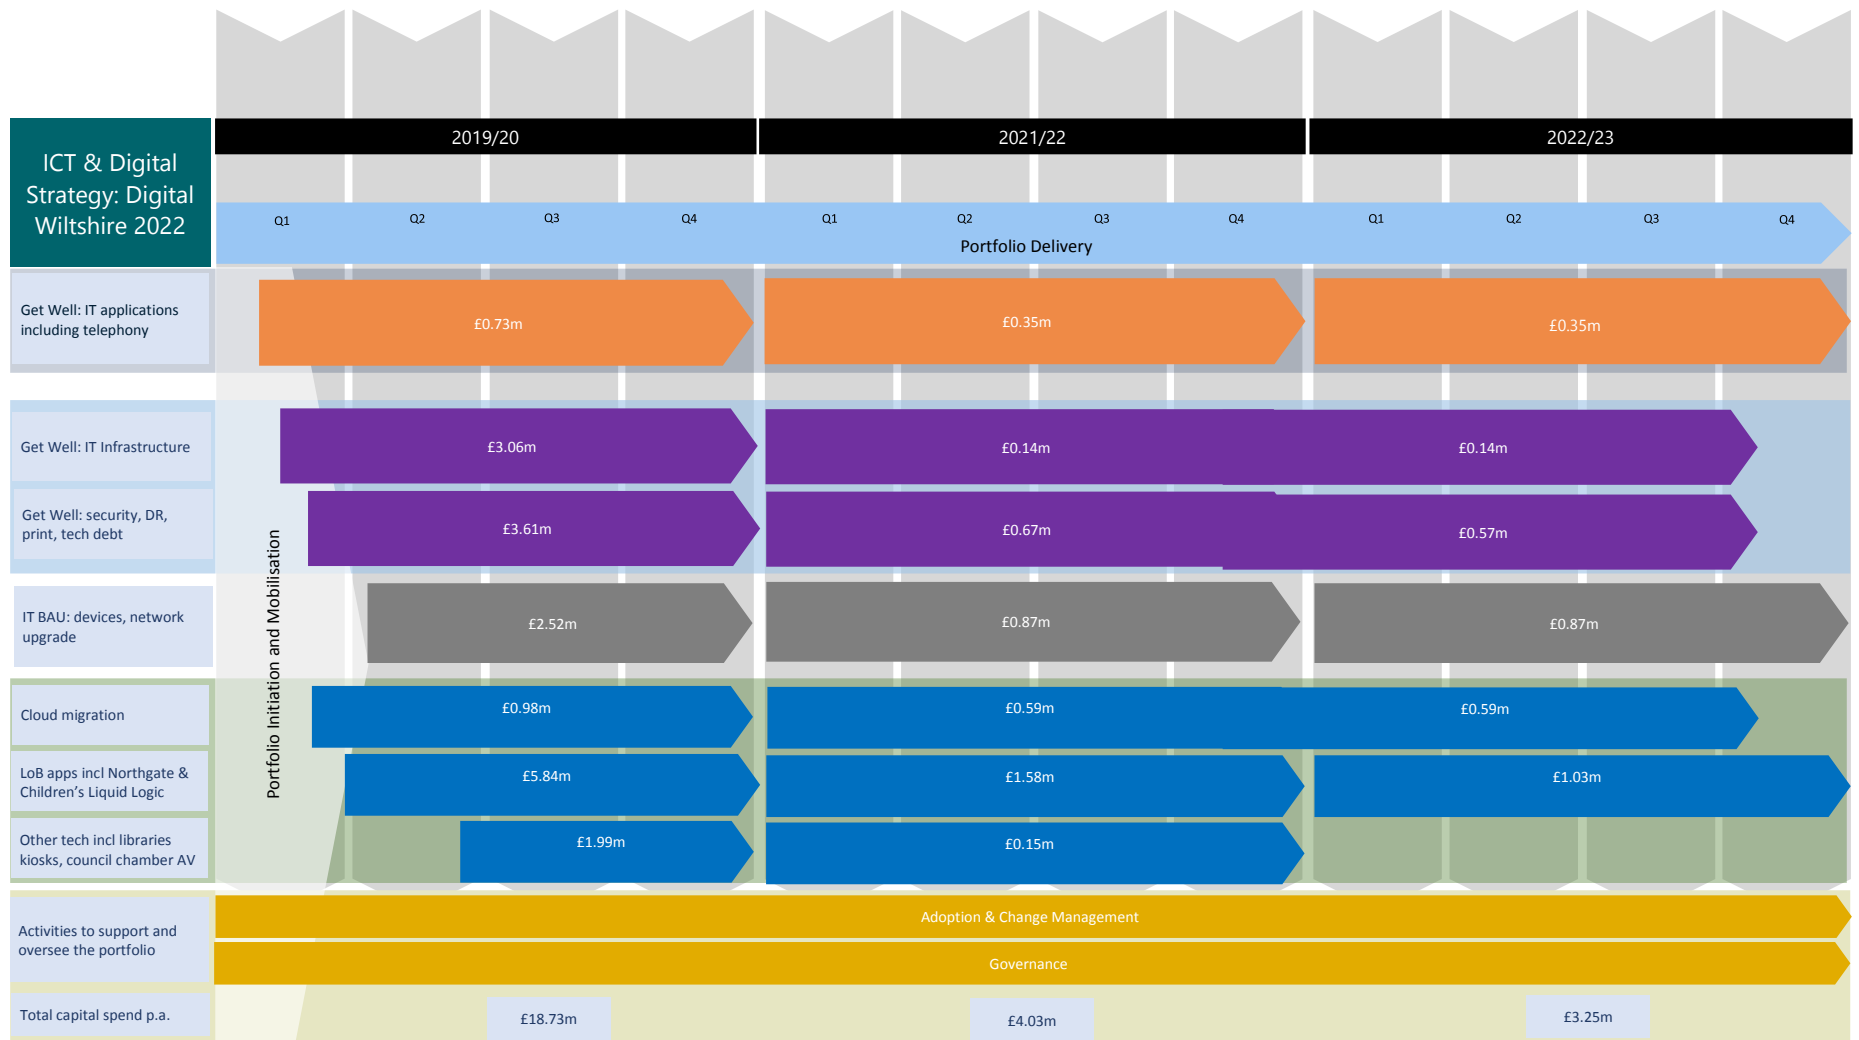 ICT & Digital
Strategy: Digital
Wiltshire 2022
2019/20
2021/22
2022/23
Q1
Q2
Q3
Q4
Q1
Q2
Q3
Q4
Q1
Q2
Q3
Q4
Portfolio Delivery
Portfolio Initiation and Mobilisation
Get Well: IT applications
including telephony
£0.73m
£0.35m
£0.35m
Get Well: IT Infrastructure
£3.06m
£0.14m
£0.14m
Get Well: security, DR,
print, tech debt
£3.61m
£0.67m
£0.57m
IT BAU: devices, network
upgrade
£2.52m
£0.87m
£0.87m
Cloud migration
£0.98m
£0.59m
£0.59m
LoB apps incl Northgate &
Children’s Liquid Logic
£5.84m
£1.58m
£1.03m
Other tech incl libraries
kiosks, council chamber AV
£1.99m
£0.15m
Activities to support and
oversee the portfolio
Adoption & Change Management
Governance
Total capital spend p.a.
£18.73m
£4.03m
£3.25m